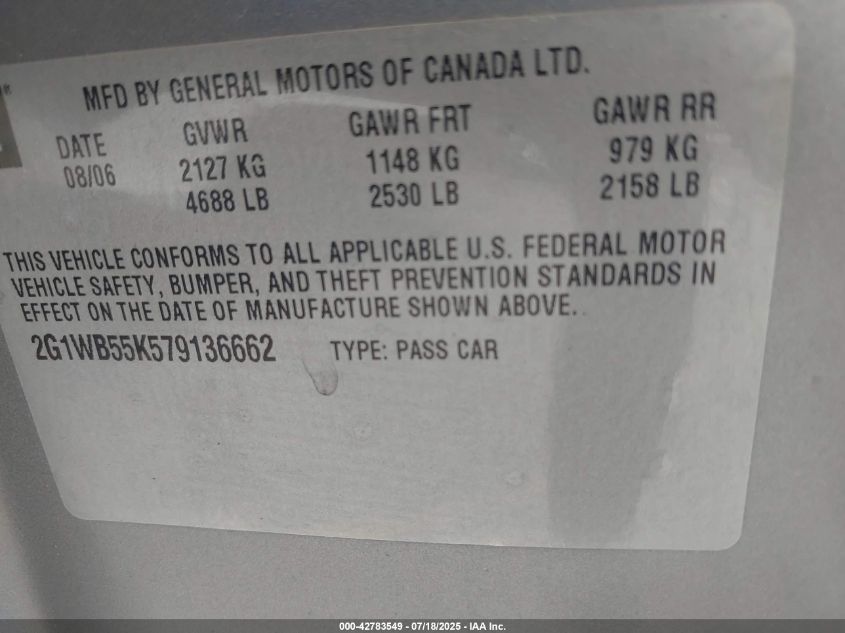 MFD BY GENERAL MOTORS OF CANADA LTD.
DATE GVWR GAWR FRT GAWR RR
08/06 2127 KG 1148 KG 979 KG
4688 LB 2530 LB 2158 LB
THIS VEHICLE CONFORMS TO ALL APPLICABLE U.S. FEDERAL MOTOR
VEHICLE SAFETY, BUMPER, AND THEFT PREVENTION STANDARDS IN
EFFECT ON THE DATE OF MANUFACTURE SHOWN ABOVE.
2G1WB55K579136662 TYPE: PASS CAR
000-42783549 - 07/18/2025 - IAA Inc.